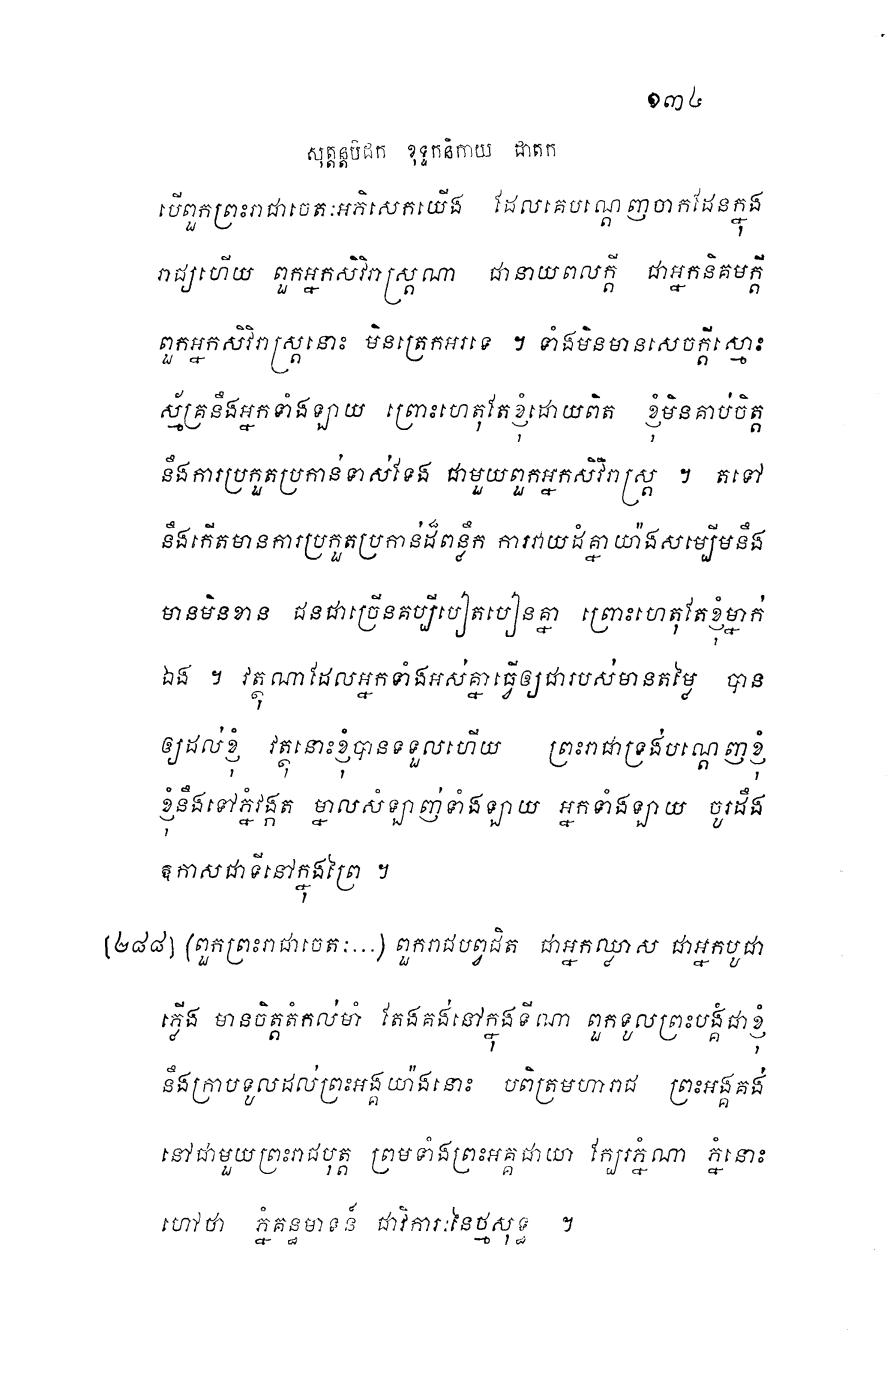 ១៣៤
សុត្តន្តបិដក ខុទ្ទកនិកាយ ជាតក
បើពួកព្រះរាជាចេតៈអភិសេកយើង ដែលគេបណ្តេញចាកដែនក្នុង
រាជ្យហើយ ពួកអ្នកសិវិរាស្ត្រណា ជានាយពលក្តី ជាអ្នកនិគមក្តី
ពួកអ្នកសិវិរាស្ត្រនោះ មិនត្រេកអរទេ ។ ទាំងមិនមានសេចក្តីស្មោះ
ស្ម័គ្រនឹងអ្នកទាំងឡាយ ព្រោះហេតុតែខ្ញុំដោយពិត ខ្ញុំមិនគាប់ចិត្ត
នឹងការប្រកួតប្រកាន់ទាស់ទែង ជាមួយពួកអ្នកសិវិរាស្ត្រ ។ តទៅ
នឹងកើតមានការប្រកួតប្រកាន់ដ៏ពន្លឹក ការវាយដំគ្នាយ៉ាងសម្បើមនឹង
មានមិនខាន ជនជាច្រើនគប្បីបៀតបៀនគ្នា ព្រោះហេតុតែខ្ញុំម្នាក់
ឯង ។ វត្ថុណាដែលអ្នកទាំងអស់គ្នាធ្វើឲ្យជារបស់មានតម្លៃ បាន
ឲ្យដល់ខ្ញុំ វត្ថុនោះខ្ញុំបានទទួលហើយ ព្រះរាជាទ្រង់បណ្តេញខ្ញុំ
ខ្ញុំនឹងទៅភ្នំវង្កត ម្នាលសំឡាញ់ទាំងឡាយ អ្នកទាំងឡាយ ចូរដឹង
ឱកាសជាទីនៅក្នុងព្រៃ ។
[២៨៨] (ពួកព្រះរាជាចេតៈ...) ពួករាជបព្វជិត ជាអ្នកឈ្លាស ជាអ្នកបូជា
ភ្លើង មានចិត្តតំកល់មាំ តែងគង់នៅក្នុងទីណា ពួកទូលព្រះបង្គំជាខ្ញុំ
នឹងក្រាបទូលដល់ព្រះអង្គយ៉ាងនោះ បពិត្រមហារាជ ព្រះអង្គគង់
នៅជាមួយព្រះរាជបុត្ត ព្រមទាំងព្រះអគ្គជាយា ក្បែរភ្នំណា ភ្នំនោះ
ហៅថា ភ្នំគន្ធមាទន៍ ជាវិការៈនៃថ្មសុទ្ធ ។